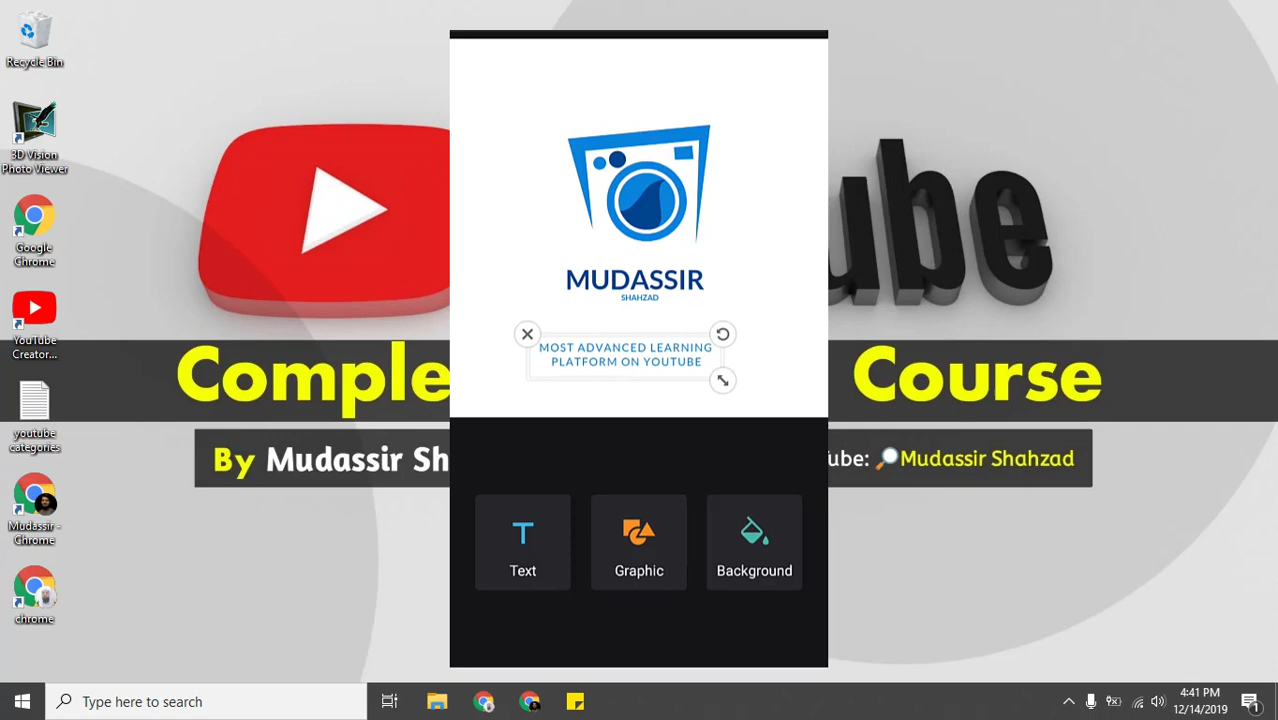 Recycle Bin
3D Vision
Photo Viewer
Google
Chrome
YouTube
Creator...
youtube
categories
Mudassir -
Chrome
chrome
MUDASSIR
SHAHZAD
MOST ADVANCED LEARNING
PLATFORM ON YOUTUBE
ube
Comple Course
By Mudassir Sh ube: Mudassir Shahzad
Text Graphic Background
Type here to search
4:41 PM
12/14/2019
1